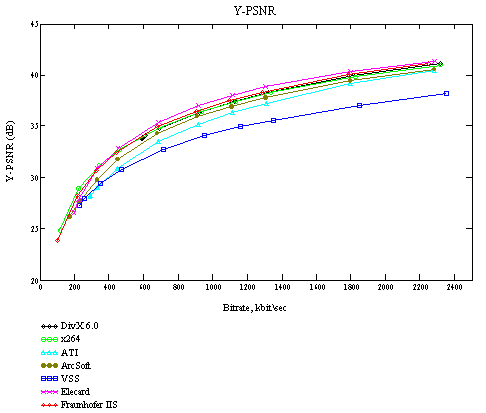 Y-PSNR
45
40
35
30
25
20
Y-PSNR (dB)
0 200 400 600 800 1000 1200 1400 1600 1800 2000 2200 2400
Bitrate, kbit/sec
DivX 6.0
x264
ATI
ArcSoft
VSS
Elecard
Fraunhofer IIS